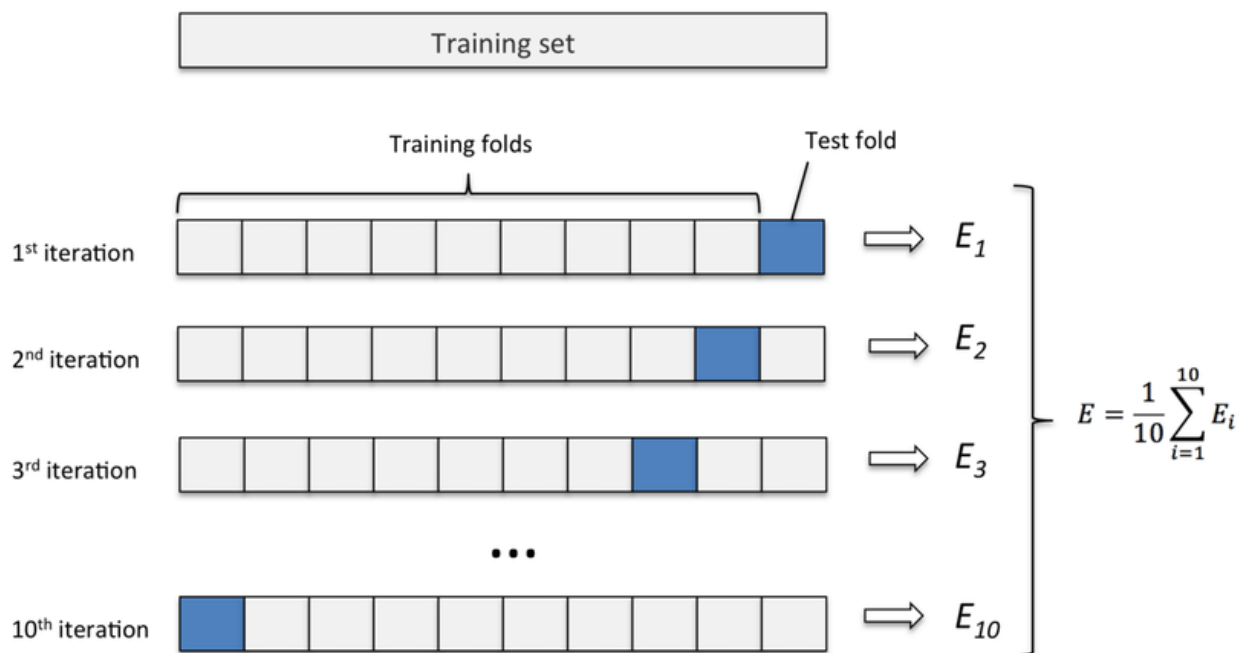 Training set
Training folds
Test fold
1st iteration
E1
2nd iteration
E2
3rd iteration
E3
E = 1/10 10∑i=1 Ei
...
10th iteration
E10